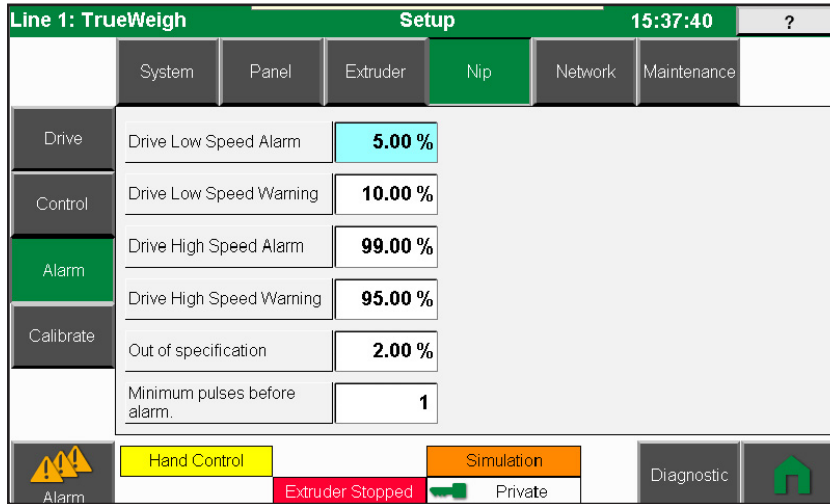 Line 1: TrueWeigh Setup 15:37:40 ?
System Panel Extruder Nip Network Maintenance
Drive
Drive Low Speed Alarm 5.00 %
Control
Drive Low Speed Warning 10.00 %
Drive High Speed Alarm 99.00 %
Alarm
Drive High Speed Warning 95.00 %
Calibrate
Out of specification 2.00 %
Minimum pulses before
alarm. 1
Hand Control Simulation
Diagnostic
Alarm Extruder Stopped Private